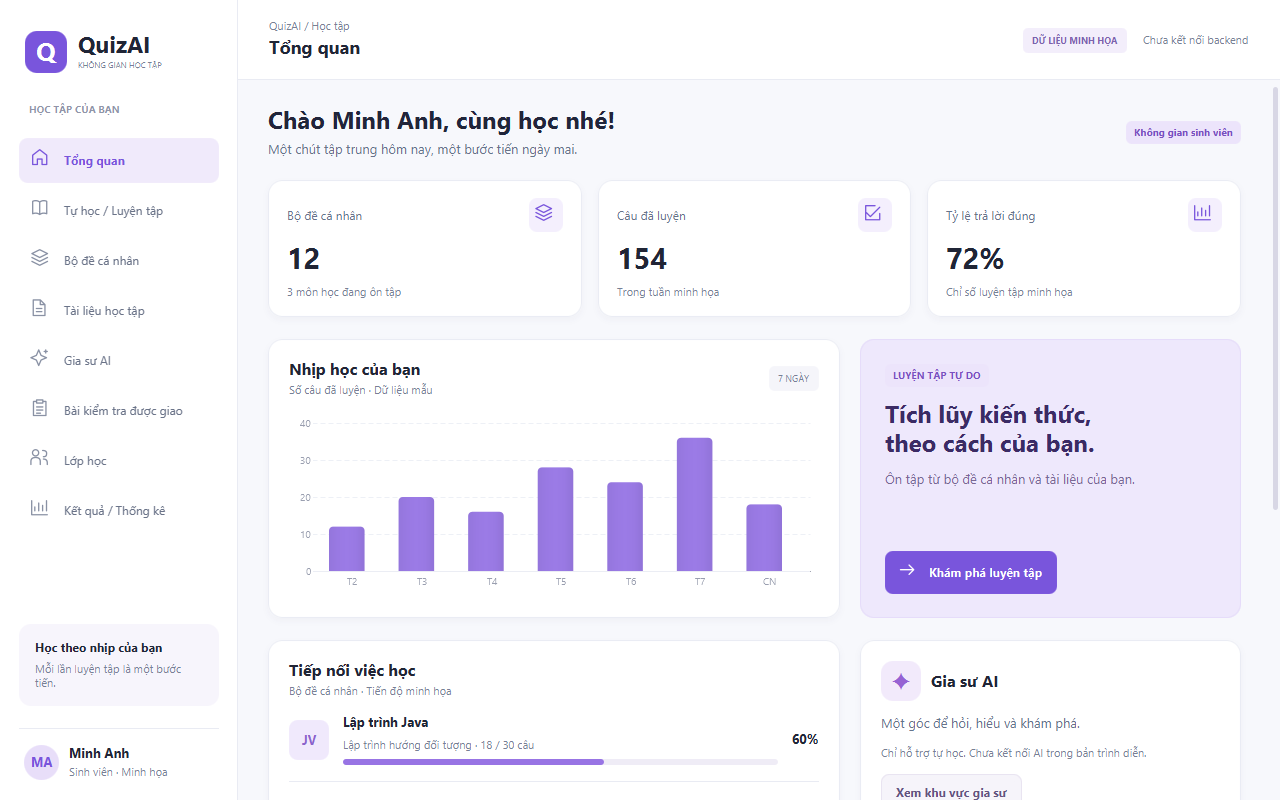 Q
QuizAI
KHÔNG GIAN HỌC TẬP
HỌC TẬP CỦA BẠN
Tổng quan
Tự học / Luyện tập
Bộ đề cá nhân
Tài liệu học tập
Gia sư AI
Bài kiểm tra được giao
Lớp học
Kết quả / Thống kê
Học theo nhịp của bạn
Mỗi lần luyện tập là một bước
tiến.
MA
Minh Anh
Sinh viên · Minh họa
QuizAI / Học tập
Tổng quan
DỮ LIỆU MINH HỌA
Chưa kết nối backend
Chào Minh Anh, cùng học nhé!
Một chút tập trung hôm nay, một bước tiến ngày mai.
Không gian sinh viên
Bộ đề cá nhân
12
3 môn học đang ôn tập
Câu đã luyện
154
Trong tuần minh họa
Tỷ lệ trả lời đúng
72%
Chỉ số luyện tập minh họa
Nhịp học của bạn
Số câu đã luyện · Dữ liệu mẫu
7 NGÀY
40
30
20
10
0
T2 T3 T4 T5 T6 T7 CN
LUYỆN TẬP TỰ DO
Tích lũy kiến thức,
theo cách của bạn.
Ôn tập từ bộ đề cá nhân và tài liệu của bạn.
Khám phá luyện tập
Tiếp nối việc học
Bộ đề cá nhân · Tiến độ minh họa
JV
Lập trình Java
Lập trình hướng đối tượng · 18 / 30 câu
60%
Gia sư AI
Một góc để hỏi, hiểu và khám phá.
Chỉ hỗ trợ tự học. Chưa kết nối AI trong bản trình diễn.
Xem khu vực gia sư